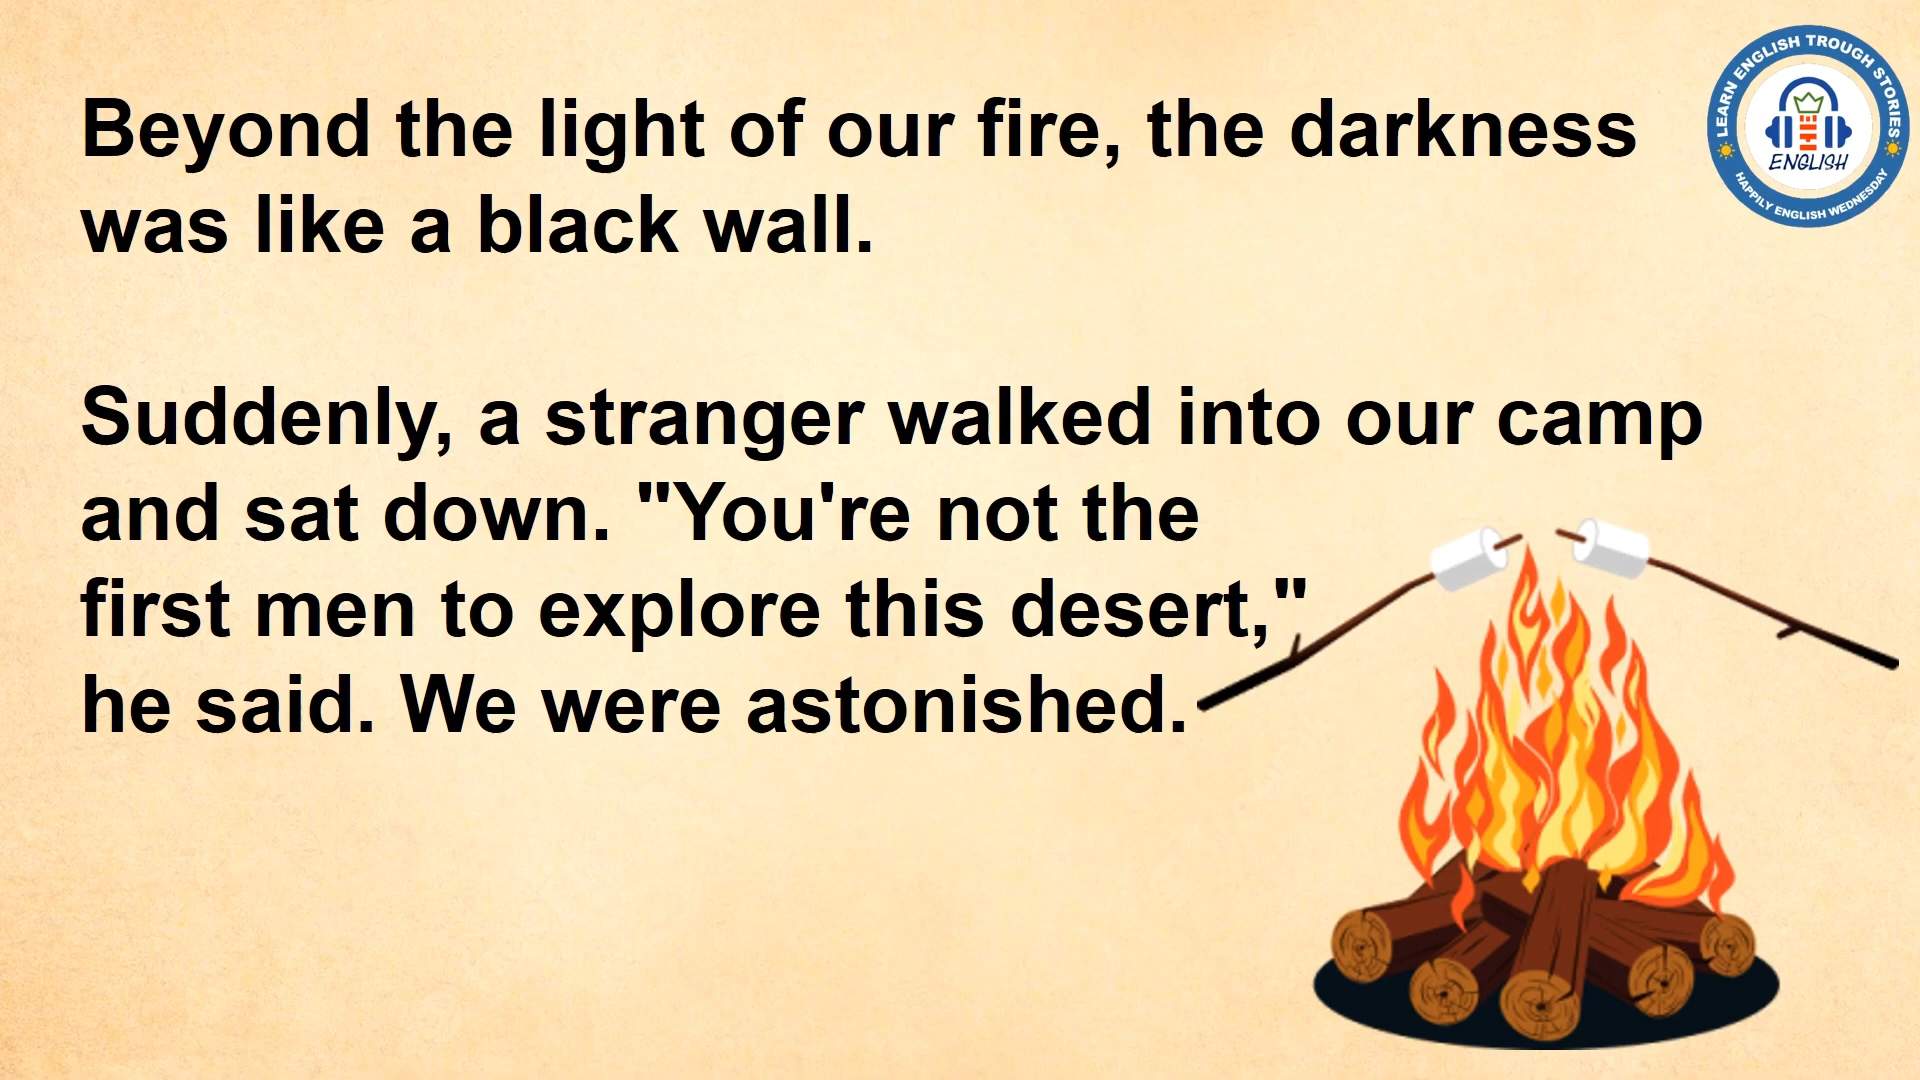 Beyond the light of our fire, the darkness
was like a black wall.
Suddenly, a stranger walked into our camp
and sat down. "You're not the
first men to explore this desert,"
he said. We were astonished.
LEARN ENGLISH TROUGH STORIES
ENGLISH
HAPPILY ENGLISH WEDNESDAY